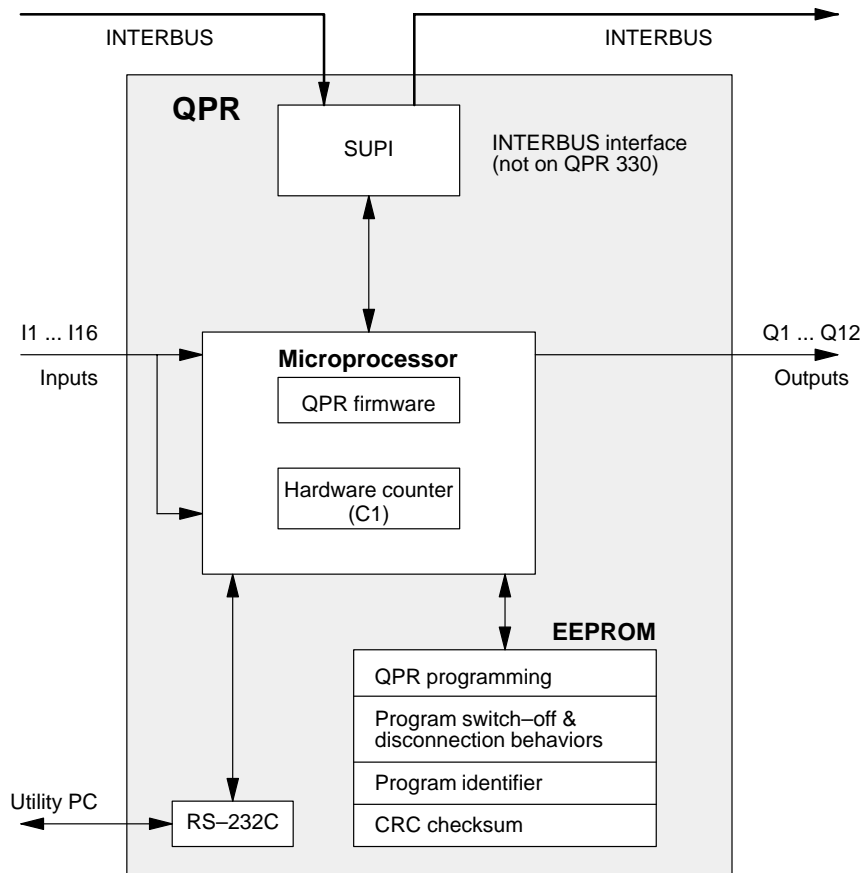 INTERBUS
INTERBUS
QPR
SUPI
INTERBUS interface
(not on QPR 330)
I1 ... I16
Inputs
Microprocessor
QPR firmware
Hardware counter
(C1)
Q1 ... Q12
Outputs
EEPROM
QPR programming
Program switch–off &
disconnection behaviors
Program identifier
CRC checksum
Utility PC
RS–232C